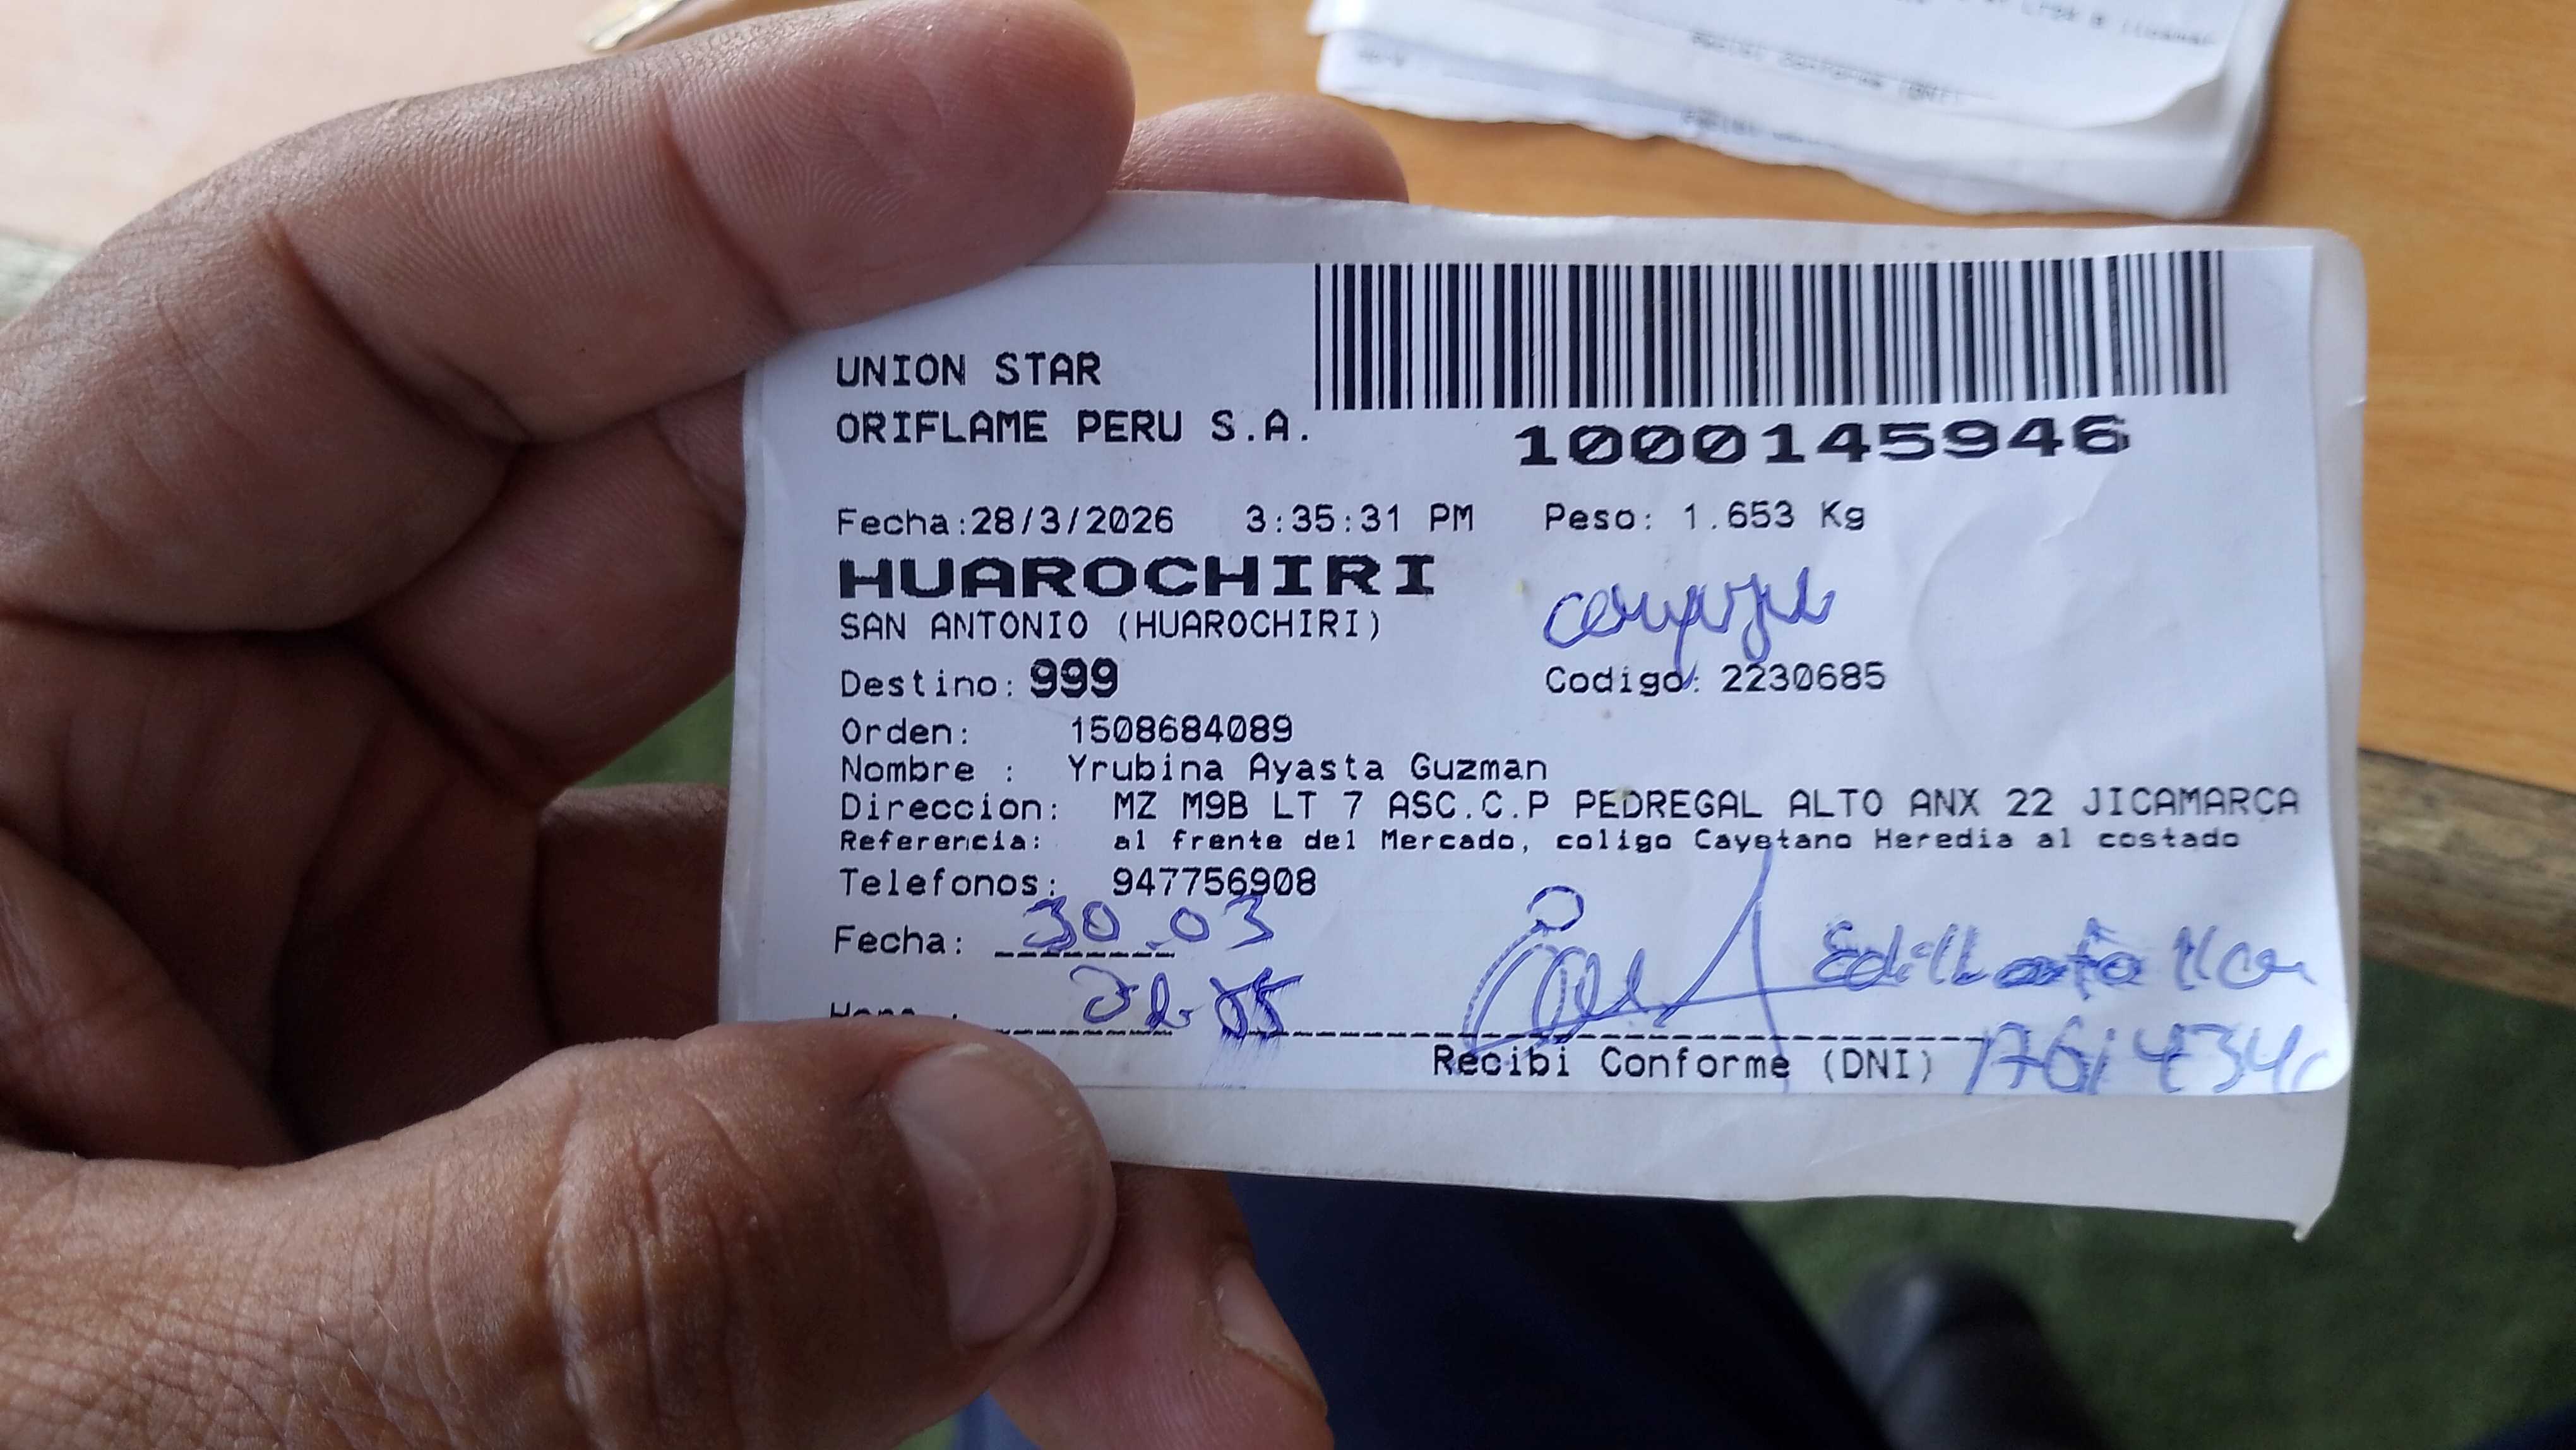 UNION STAR
ORIFLAME PERU S.A.
1000145946
Fecha:28/3/2026 3:35:31 PM Peso: 1.653 Kg
HUAROCHIRI
SAN ANTONIO (HUAROCHIRI)
Destino: 999 Codigo: 2230685
Orden: 1508684089
Nombre : Yrubina Ayasta Guzman
Direccion: MZ M9B LT 7 ASC.C.P PEDREGAL ALTO ANX 22 JICAMARCA
Referencia: al frente del Mercado, coligo Cayetano Heredia al costado
Telefonos: 947756908
Fecha: 30.03
Hora :
Recibi Conforme (DNI)